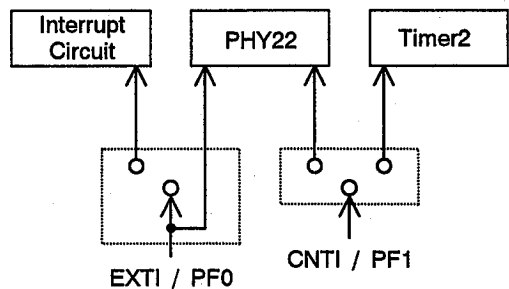 Interrupt
Circuit
PHY22
Timer2
EXTI / PF0
CNTI / PF1